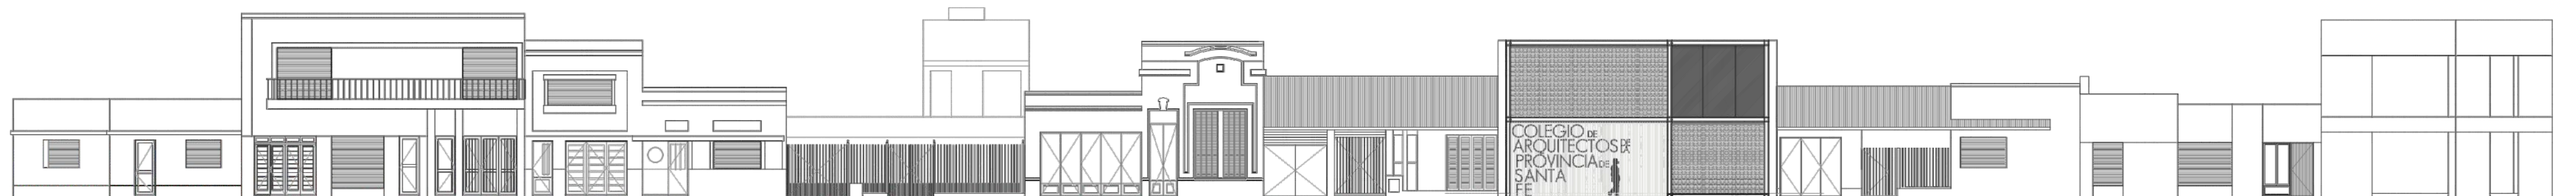 COLEGIO DE
ARQUITECTOS DE LA
PROVINCIA DE
SANTA
FE